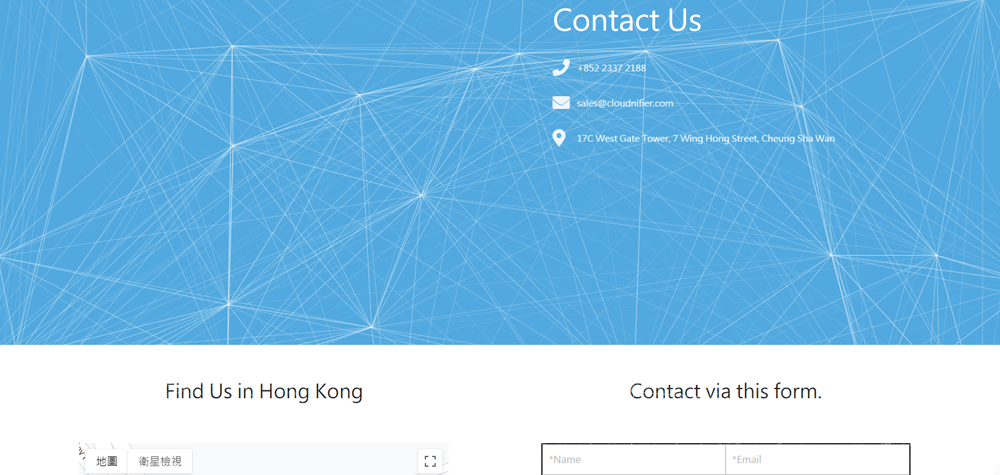 Contact Us
+852 2337 2188
sales@cloudnifier.com
17C West Gate Tower, 7 Wing Hong Street, Cheung Sha Wan
Find Us in Hong Kong
Contact via this form.
地圖 衛星檢視
*Name *Email